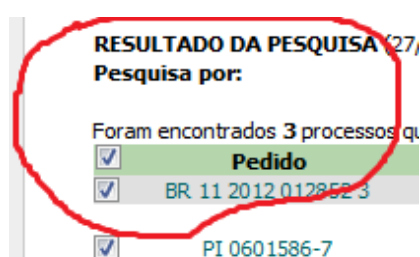 RESULTADO DA PESQUISA (27/
Pesquisa por:
Foram encontrados 3 processos qu
Pedido
BR 11 2012 012852 3
PI 0601586-7